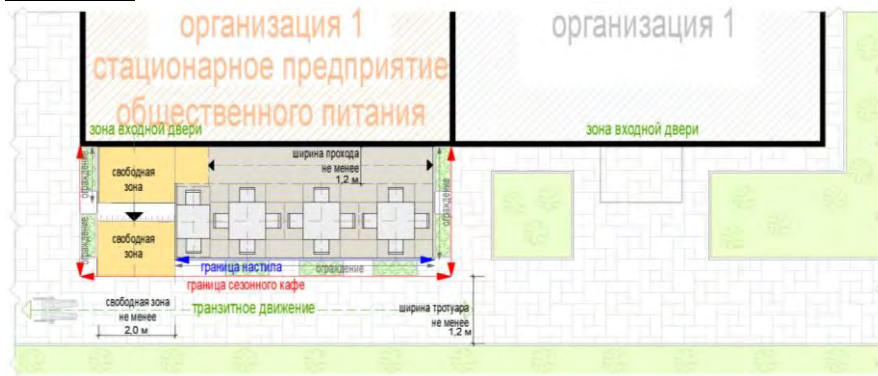 организация 1
стационарное предприятие
общественного питания
организация 1
зона входной двери
зона входной двери
ограждение
свободная
зона
ширина прохода
не менее
1,2 м
ограждение
ограждение
свободная
зона
граница настила
ограждение
граница сезонного кафе
свободная зона
не менее
2,0 м
транзитное движение
ширина тротуара
не менее
1,2 м